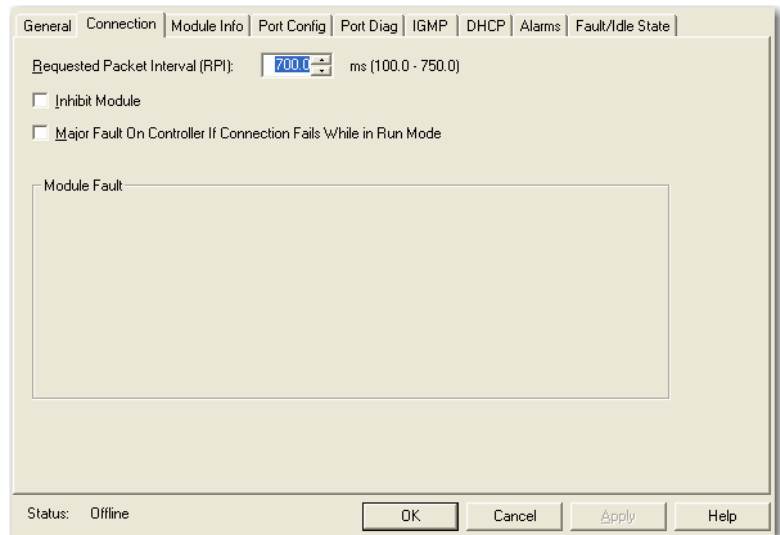 General Connection Module Info Port Config Port Diag IGMP DHCP Alarms Fault/Idle State
Requested Packet Interval (RPI): 700.0 ms (100.0 - 750.0)
Inhibit Module
Major Fault On Controller If Connection Fails While in Run Mode
Module Fault
Status: Offline OK Cancel Apply Help